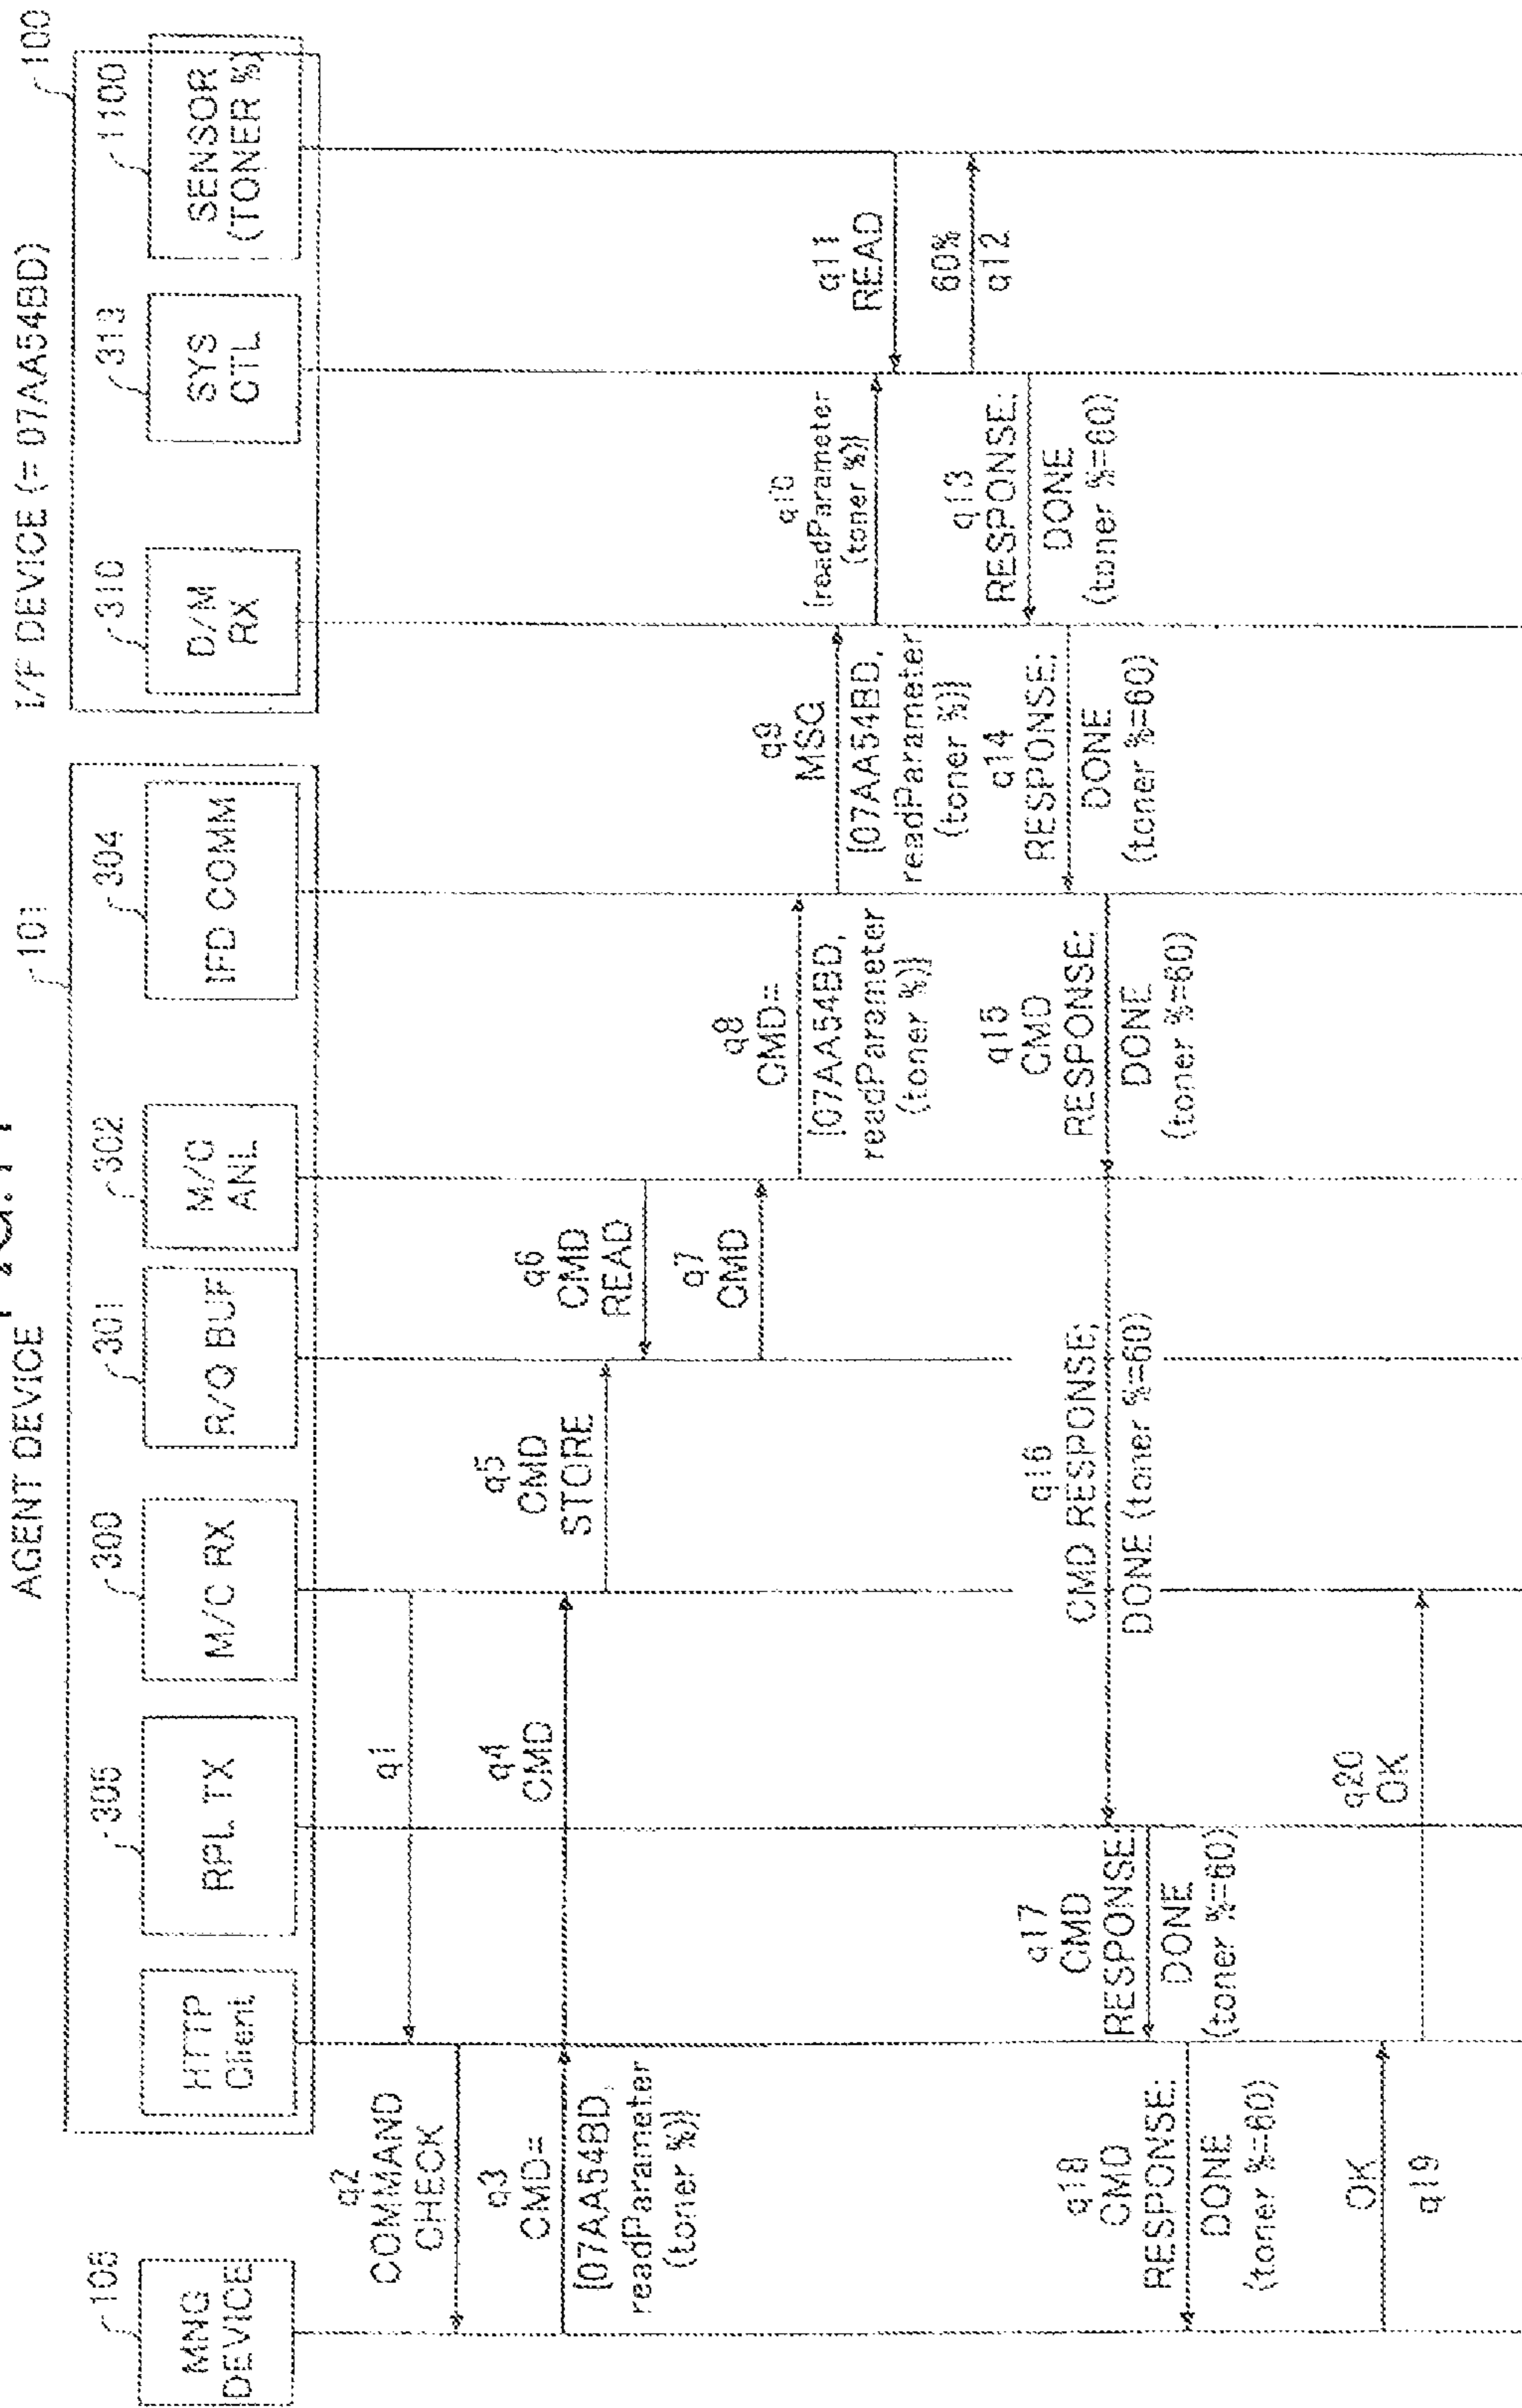 AGENT DEVICE
101
I/F DEVICE (= 07AA54BD)
100
MNG
DEVICE
HTTP
Client
RPL TX
M/C RX
300
R/Q BUF
301
M/C
ANL
302
IFD COMM
304
D/M
RX
310
SYS
CTL
313
SENSOR
(TONER %)
1100
q1
q2
COMMAND
CHECK
q3
CMD=
[07AA54BD,
readParameter
(toner %)]
q4
CMD
q5
CMD
STORE
q6
CMD
READ
q7
CMD
q8
CMD=
[07AA54BD,
readParameter
(toner %)]
q9
MSG
[07AA54BD,
readParameter
(toner %)]
q10
[readParameter
(toner %)]
q11
READ
60%
q12
q13
RESPONSE:
DONE
(toner %=60)
q14
RESPONSE:
DONE
(toner %=60)
q15
CMD
RESPONSE:
DONE
(toner %=60)
q16
CMD RESPONSE:
DONE (toner %=60)
q17
CMD
RESPONSE:
DONE
(toner %=60)
q18
CMD
RESPONSE:
DONE
(toner %=60)
OK
q19
q20
OK